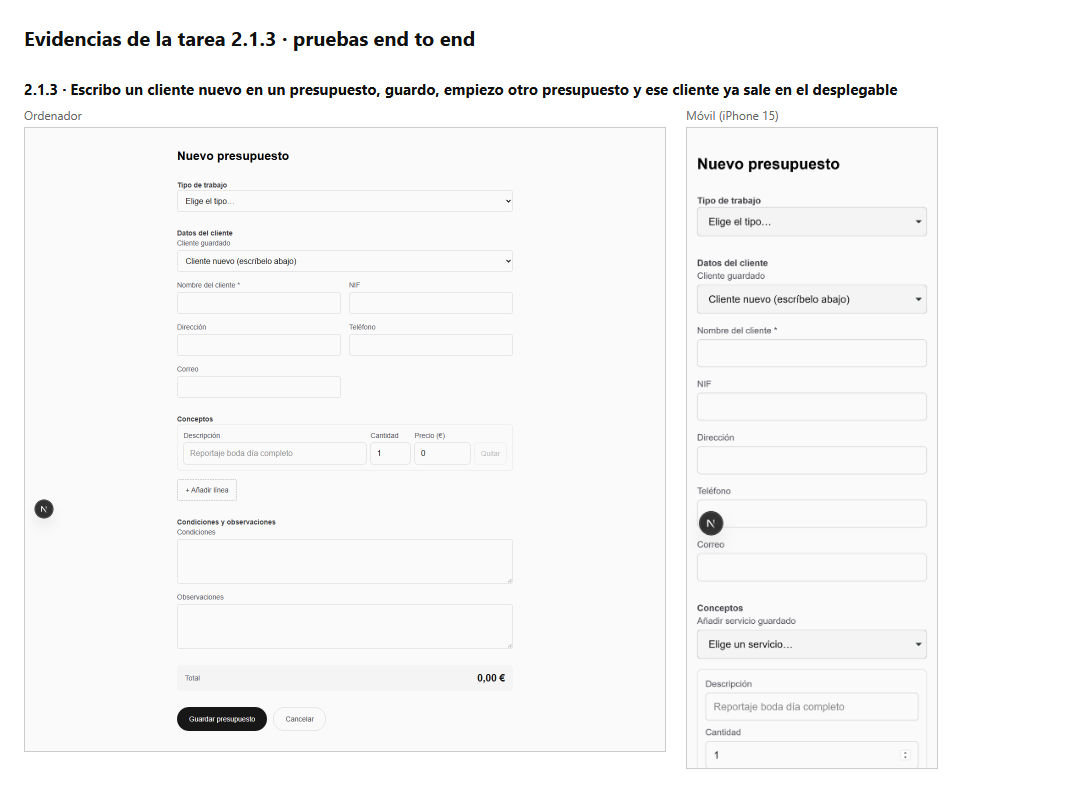 Evidencias de la tarea 2.1.3 · pruebas end to end
2.1.3 · Escribo un cliente nuevo en un presupuesto, guardo, empiezo otro presupuesto y ese cliente ya sale en el desplegable
Ordenador
Nuevo presupuesto
Tipo de trabajo
Elige el tipo...
Datos del cliente
Cliente guardado
Cliente nuevo (escríbelo abajo)
Nombre del cliente *
NIF
Dirección
Teléfono
Correo
Conceptos
Descripción
Cantidad
Precio (€)
Reportaje boda día completo
1
0
Quitar
+ Añadir línea
N
Condiciones y observaciones
Condiciones
Observaciones
Total
0,00 €
Guardar presupuesto
Cancelar
Móvil (iPhone 15)
Nuevo presupuesto
Tipo de trabajo
Elige el tipo...
Datos del cliente
Cliente guardado
Cliente nuevo (escríbelo abajo)
Nombre del cliente *
NIF
Dirección
Teléfono
N
Correo
Conceptos
Añadir servicio guardado
Elige un servicio...
Descripción
Reportaje boda día completo
Cantidad
1